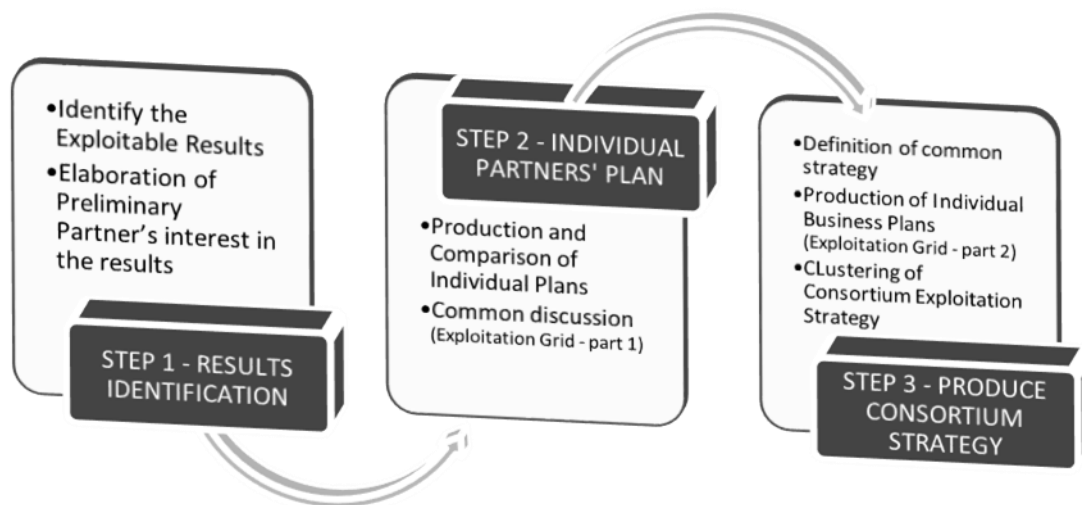 •Identify the
Exploitable Results
•Elaboration of
Preliminary
Partner's interest in
the results
STEP 1 - RESULTS
IDENTIFICATION
STEP 2 - INDIVIDUAL
PARTNERS' PLAN
•Production and
Comparison of
Individual Plans
•Common discussion
(Exploitation Grid - part 1)
•Definition of common
strategy
•Production of Individual
Business Plans
(Exploitation Grid - part 2)
•CLustering of
Consortium Exploitation
Strategy
STEP 3 - PRODUCE
CONSORTIUM
STRATEGY